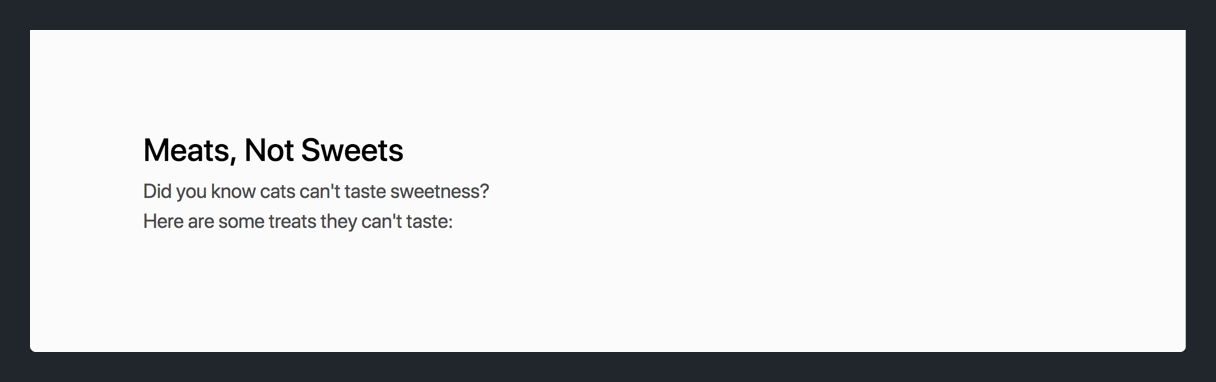 Meats, Not Sweets
Did you know cats can't taste sweetness?
Here are some treats they can't taste: